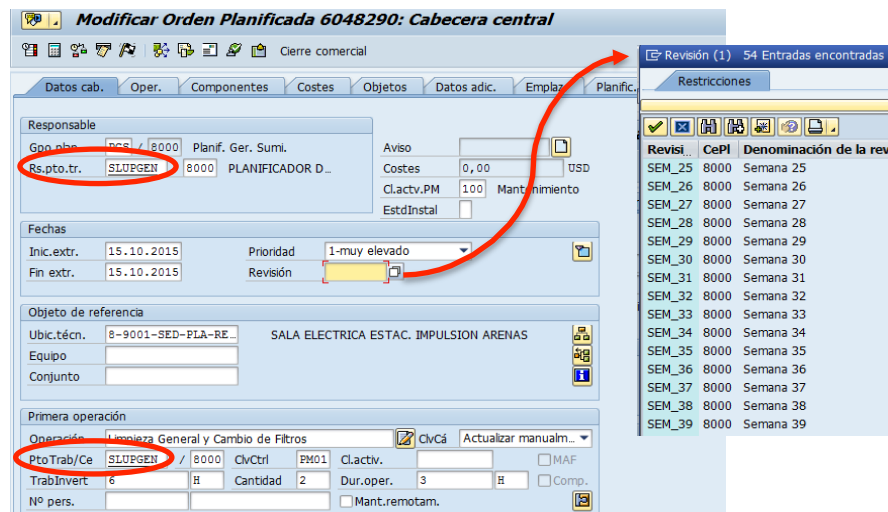 Modificar Orden Planificada 6048290: Cabecera central
Cierre comercial
Datos cab. Oper. Componentes Costes Objetos Datos adic. Emplaz. Planific.
Responsable
Gpo.plan. PGS / 8000 Planif. Ger. Sumi. Aviso
Rs.pto.tr. SLUPGEN 8000 PLANIFICADOR D… Costes 0,00 USD
Cl.actv.PM 100 Mantenimiento
EstdInstal
Fechas
Inic.extr. 15.10.2015 Prioridad 1-muy elevado
Fin extr. 15.10.2015 Revisión
Objeto de referencia
Ubic.técn. 8-9001-SED-PLA-RE… SALA ELECTRICA ESTAC. IMPULSION ARENAS
Equipo
Conjunto
Primera operación
Operación Limpieza General y Cambio de Filtros ClvCá Actualizar manualm…
PtoTrab/Ce SLUPGEN / 8000 ClvCtrl PM01 Cl.activ. MAF
TrabInvert 6 H Cantidad 2 Dur.oper. 3 H Comp.
Nº pers. Mant.remotam.
Revisión (1) 54 Entradas encontradas
Restricciones
Revisi… CePl Denominación de la rev
SEM_25 8000 Semana 25
SEM_26 8000 Semana 26
SEM_27 8000 Semana 27
SEM_28 8000 Semana 28
SEM_29 8000 Semana 29
SEM_30 8000 Semana 30
SEM_31 8000 Semana 31
SEM_32 8000 Semana 32
SEM_33 8000 Semana 33
SEM_34 8000 Semana 34
SEM_35 8000 Semana 35
SEM_36 8000 Semana 36
SEM_37 8000 Semana 37
SEM_38 8000 Semana 38
SEM_39 8000 Semana 39